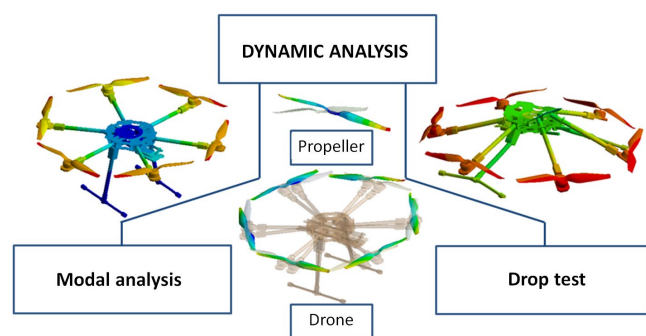 DYNAMIC ANALYSIS
Propeller
Modal analysis
Drop test
Drone